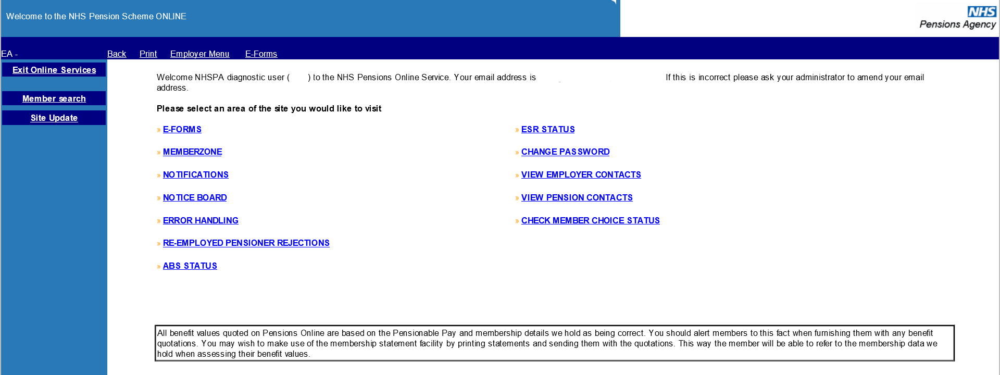 Welcome to the NHS Pension Scheme ONLINE
NHS
Pensions Agency
EA -
Back Print Employer Menu E-Forms
Exit Online Services
Member search
Site Update
Welcome NHSPA diagnostic user ( ) to the NHS Pensions Online Service. Your email address is If this is incorrect please ask your administrator to amend your email
address.
Please select an area of the site you would like to visit
» E-FORMS
» MEMBERZONE
» NOTIFICATIONS
» NOTICE BOARD
» ERROR HANDLING
» RE-EMPLOYED PENSIONER REJECTIONS
» ABS STATUS
» ESR STATUS
» CHANGE PASSWORD
» VIEW EMPLOYER CONTACTS
» VIEW PENSION CONTACTS
» CHECK MEMBER CHOICE STATUS
All benefit values quoted on Pensions Online are based on the Pensionable Pay and membership details we hold as being correct. You should alert members to this fact when furnishing them with any benefit
quotations. You may wish to make use of the membership statement facility by printing statements and sending them with the quotations. This way the member will be able to refer to the membership data we
hold when assessing their benefit values.